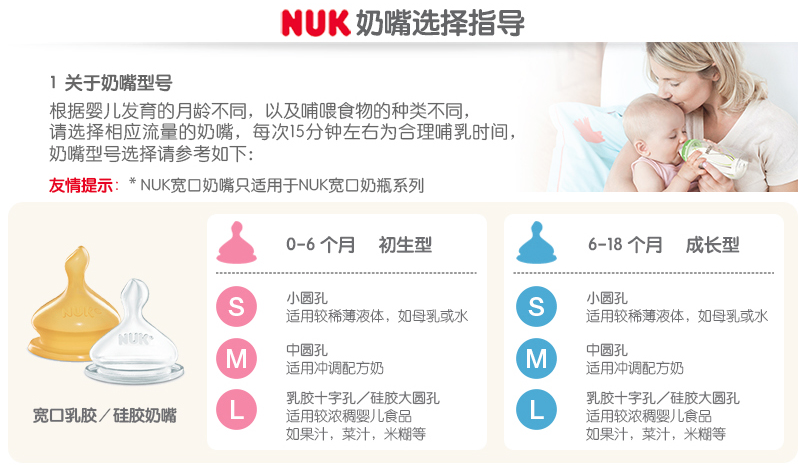 NUK 奶嘴选择指导
1 关于奶嘴型号
根据婴儿发育的月龄不同，以及哺喂食物的种类不同，
请选择相应流量的奶嘴，每次15分钟左右为合理哺乳时间，
奶嘴型号选择请参考如下：
友情提示：* NUK宽口奶嘴只适用于NUK宽口奶瓶系列
NUK
NUK
宽口乳胶／硅胶奶嘴
0-6 个月 初生型
S
小圆孔
适用较稀薄液体，如母乳或水
M
中圆孔
适用冲调配方奶
L
乳胶十字孔／硅胶大圆孔
适用较浓稠婴儿食品
如果汁，菜汁，米糊等
6-18 个月 成长型
S
小圆孔
适用较稀薄液体，如母乳或水
M
中圆孔
适用冲调配方奶
L
乳胶十字孔／硅胶大圆孔
适用较浓稠婴儿食品
如果汁，菜汁，米糊等